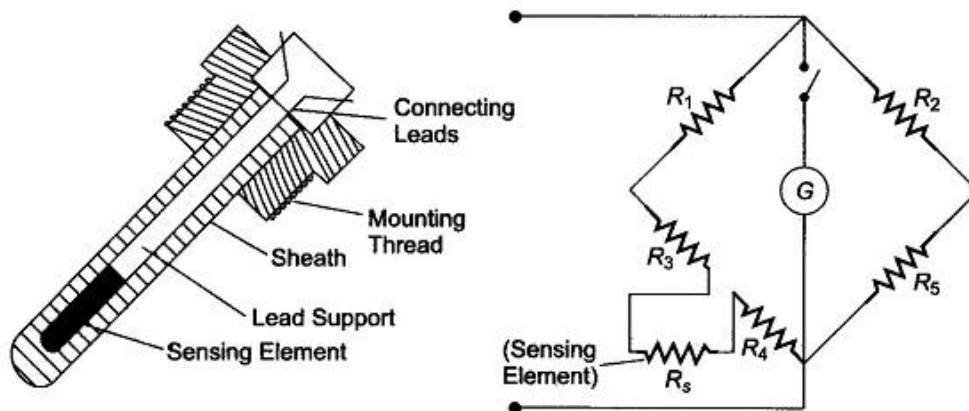 Connecting
Leads
Mounting
Thread
Sheath
Lead Support
Sensing Element
R1
R2
G
R3
R5
(Sensing
Element)
R4
Rs